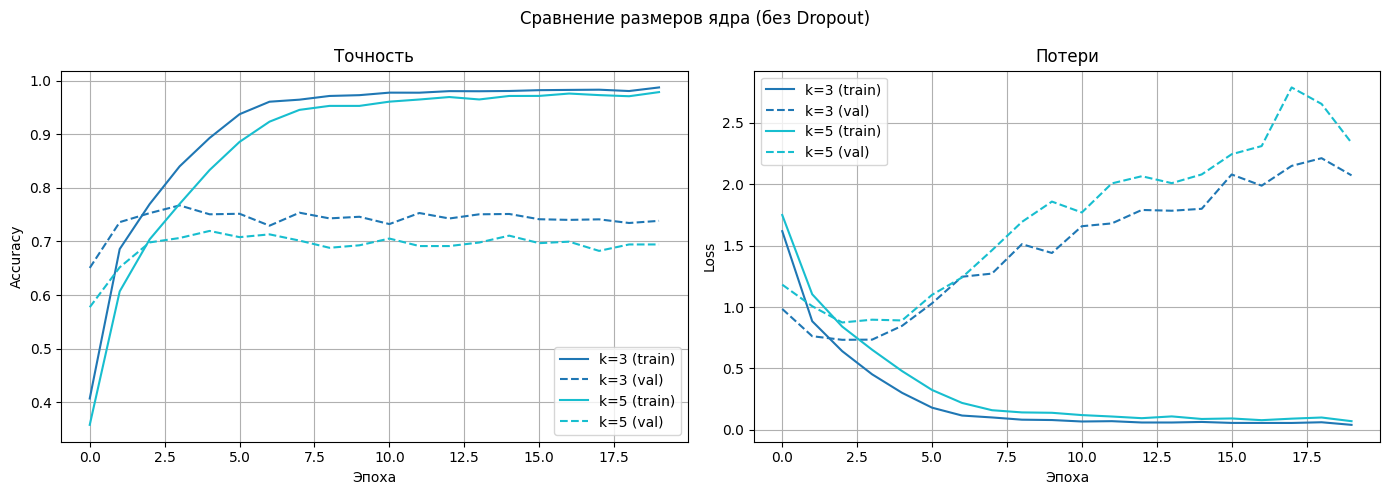 Сравнение размеров ядра (без Dropout)
Точность
Accuracy
1.0
0.9
0.8
0.7
0.6
0.5
0.4
k=3 (train)
k=3 (val)
k=5 (train)
k=5 (val)
0.0 2.5 5.0 7.5 10.0 12.5 15.0 17.5
Эпоха
Потери
Loss
2.5
2.0
1.5
1.0
0.5
0.0
k=3 (train)
k=3 (val)
k=5 (train)
k=5 (val)
0.0 2.5 5.0 7.5 10.0 12.5 15.0 17.5
Эпоха